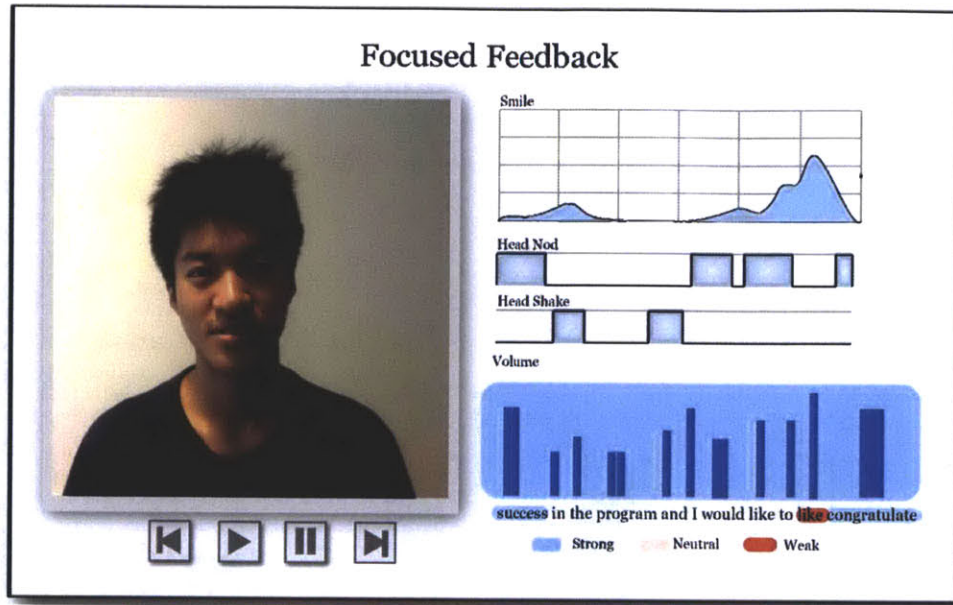 Focused Feedback
Smile
Head Nod
Head Shake
Volume
success in the program and I would like to like congratulate
Strong
Neutral
Weak